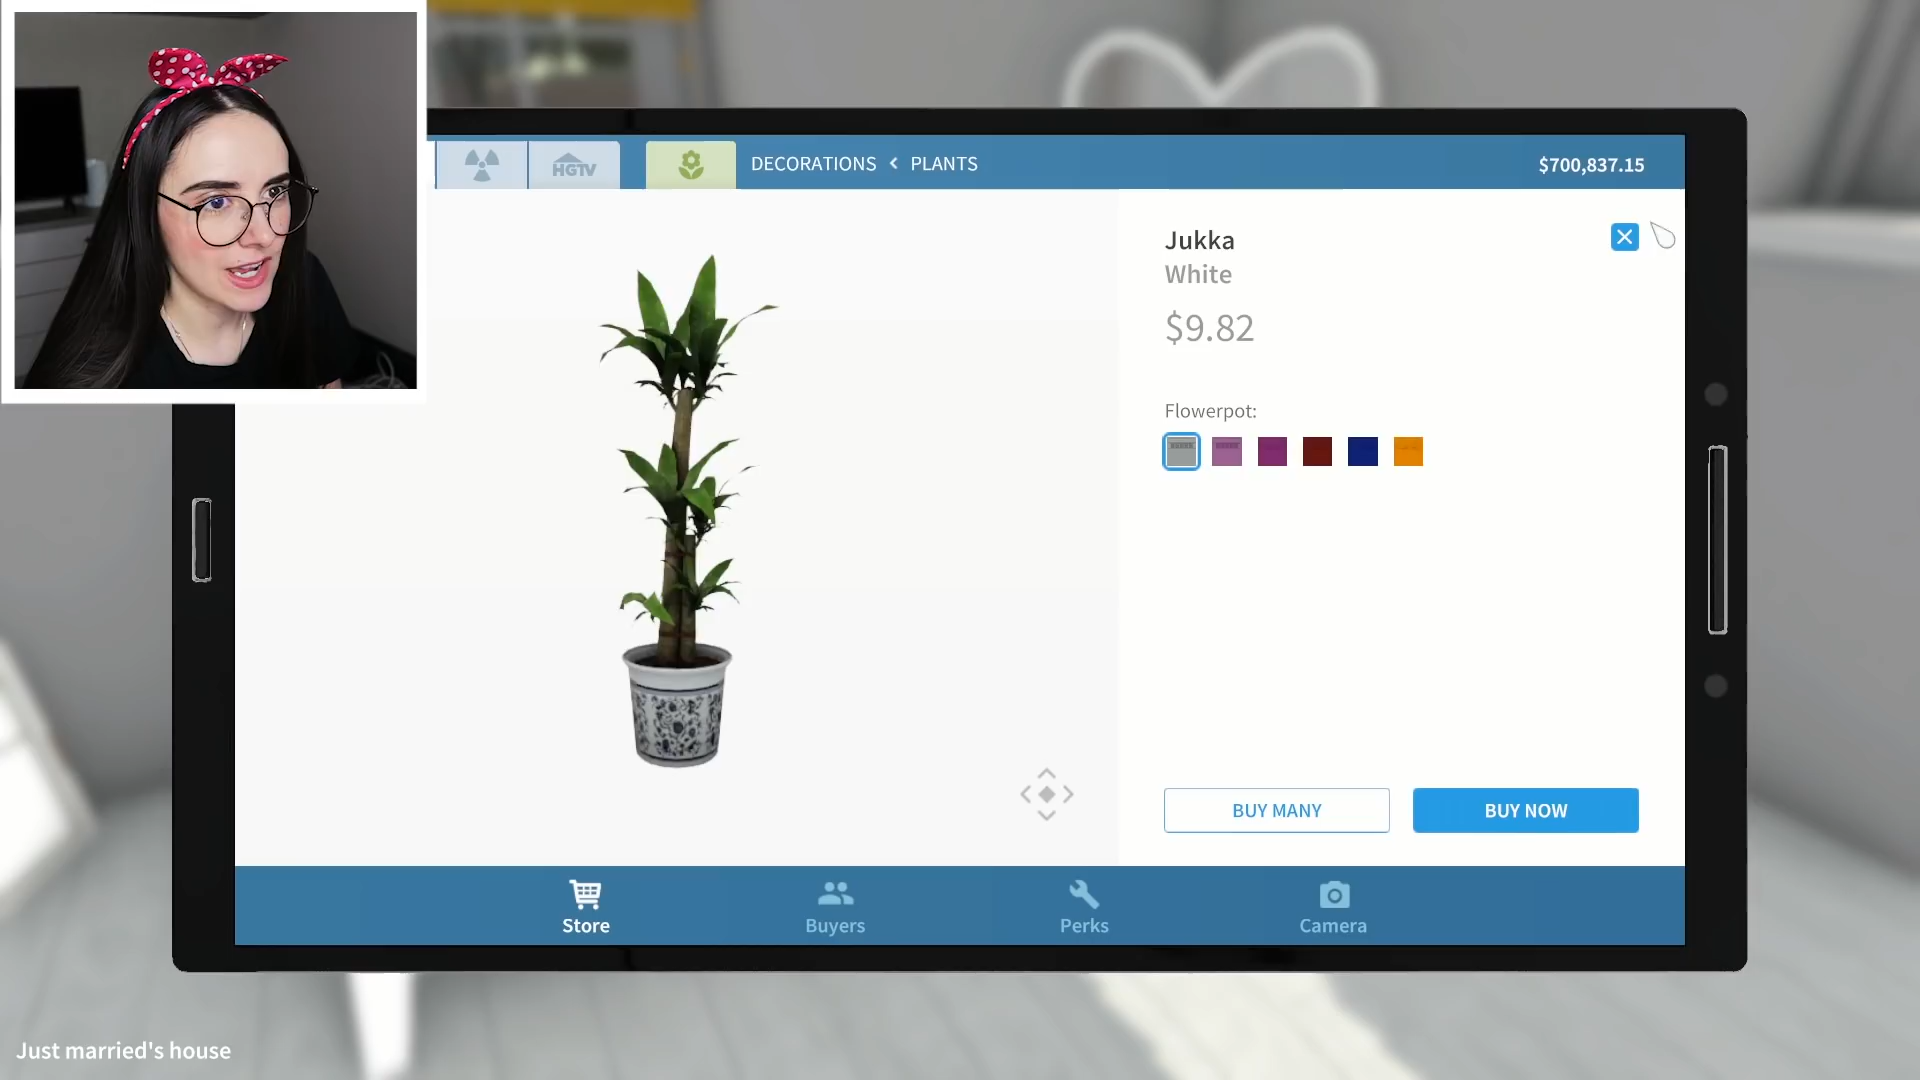 HGTV
DECORATIONS < PLANTS
$700,837.15
Jukka
White
$9.82
Flowerpot:
BUY MANY
BUY NOW
Store
Buyers
Perks
Camera
Just married's house